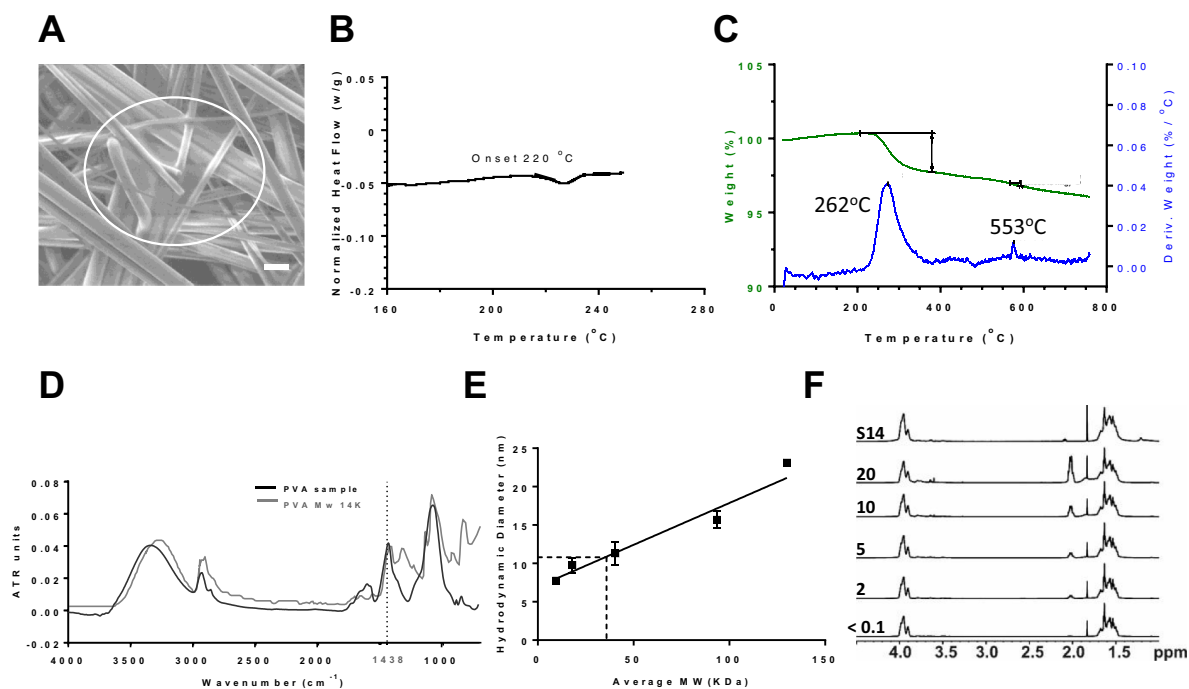 A
B
C
Normalized Heat Flow (w/g)
0.05
0
-0.05
-0.10
-0.2
Onset 220 °C
160
200
240
280
Temperature (°C)
Weight (%)
105
100
95
90
262°C
553°C
0.10
0.08
0.06
0.04
0.02
0.00
Deriv. Weight (% / °C)
0
200
400
600
800
Temperature (°C)
D
E
F
ATR units
0.08
0.06
0.04
0.02
0.00
-0.02
PVA sample
PVA Mw 14K
4000
3500
3000
2500
2000
1438
1000
Wavenumber (cm-1)
Hydrodynamic Diameter (nm)
25
20
15
10
5
0
0
50
100
150
Average MW(KDa)
S14
20
10
5
2
< 0.1
4.0
3.5
3.0
2.5
2.0
1.5
ppm